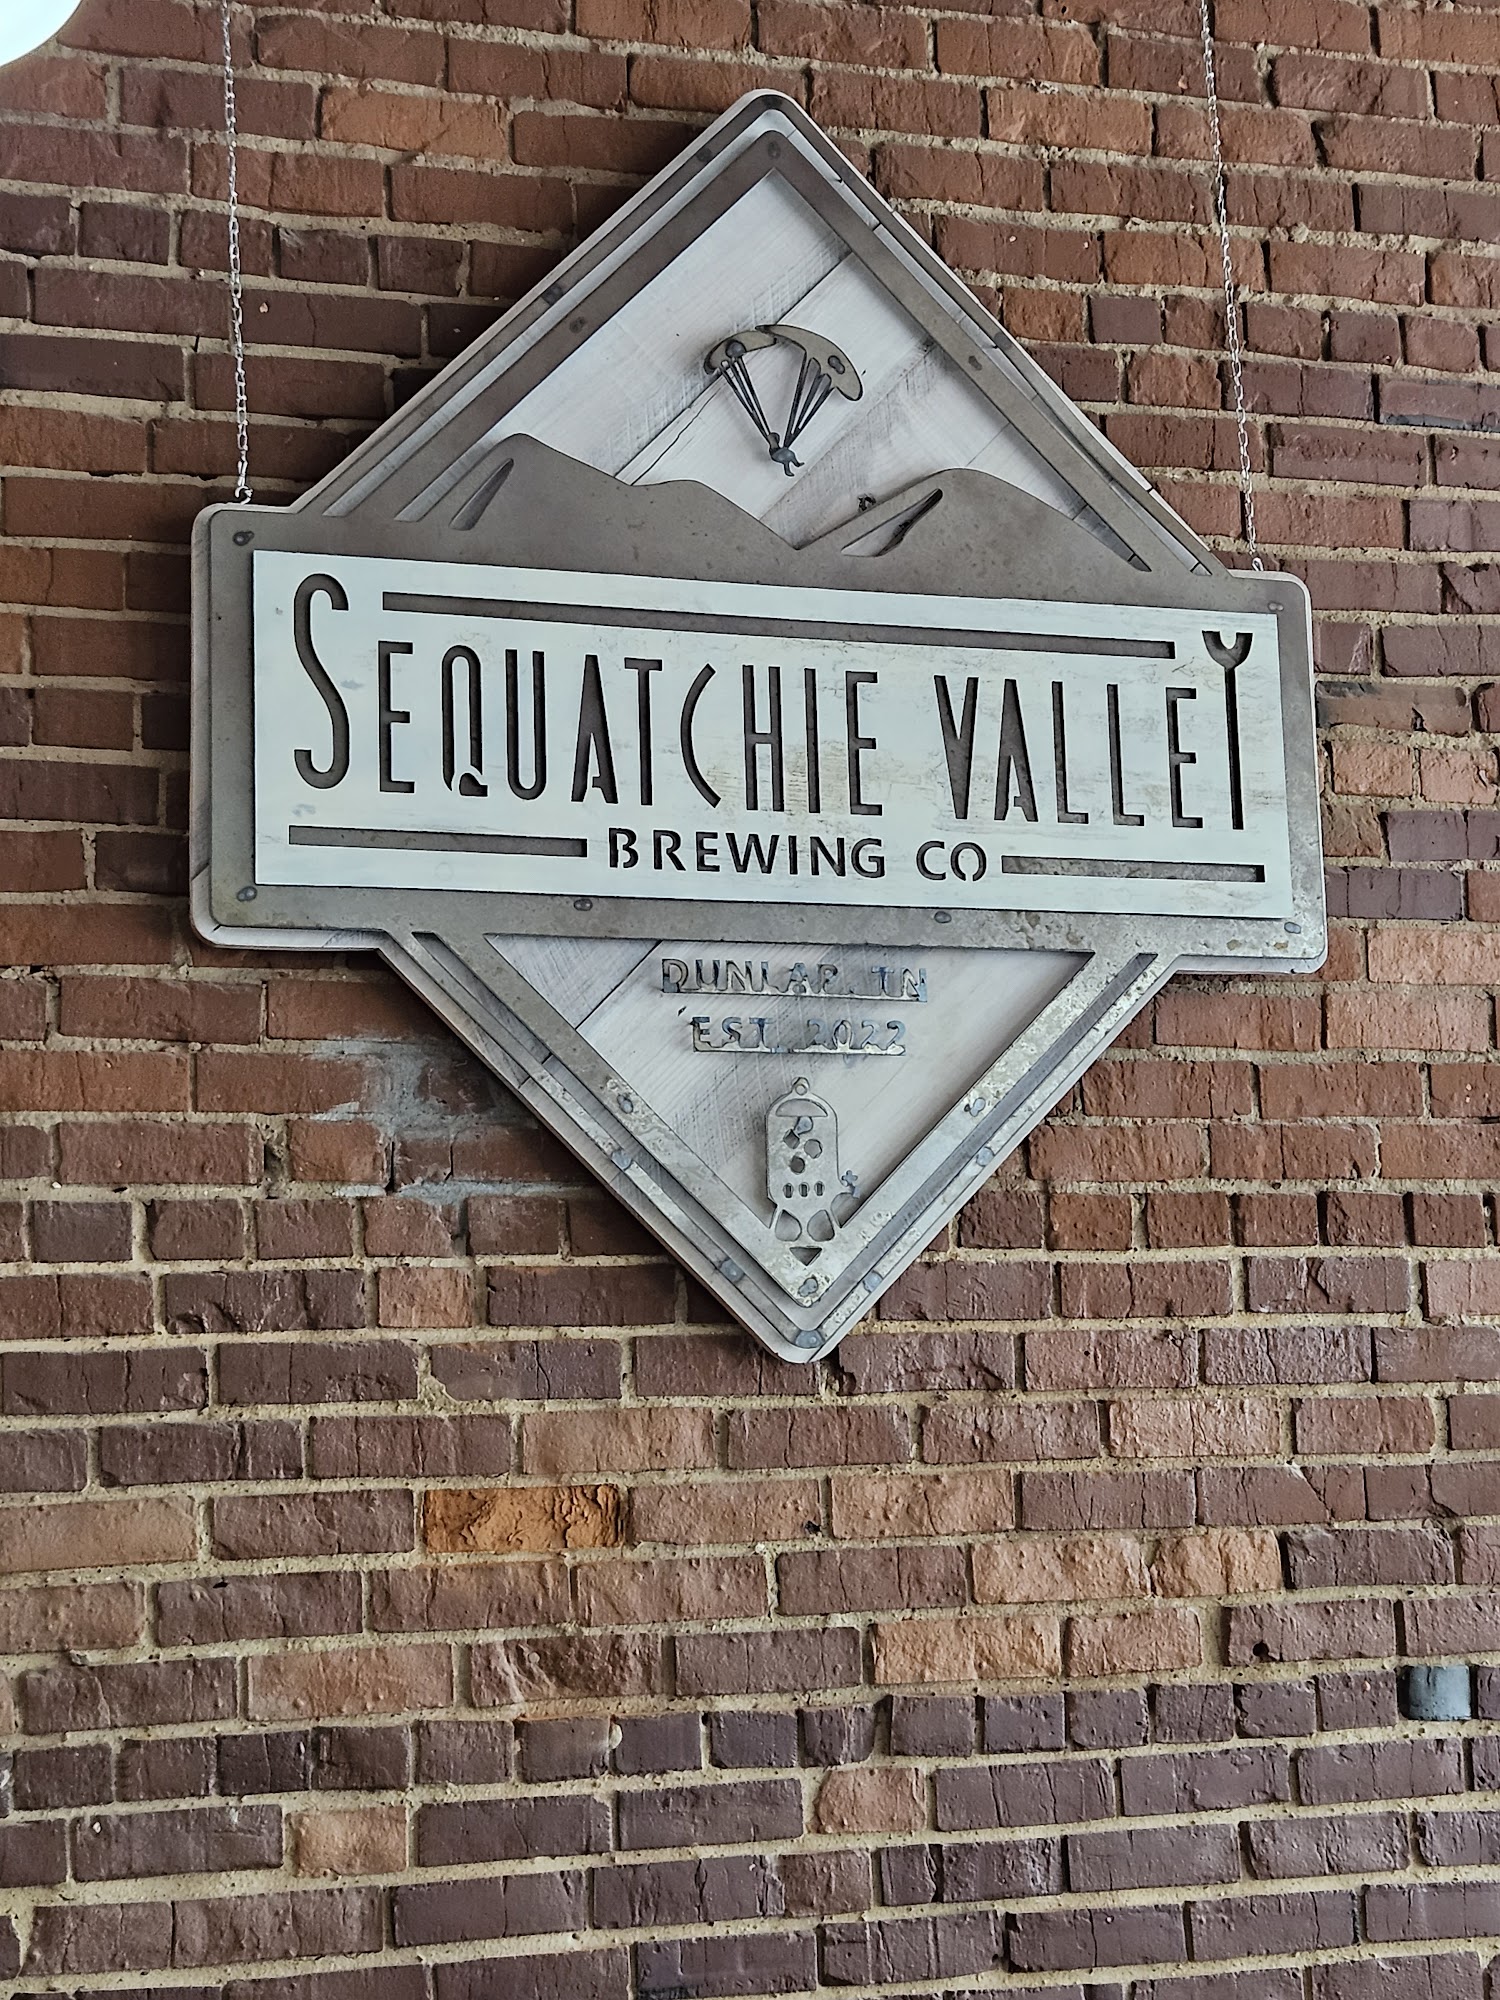 SEQUATCHIE VALLEY
BREWING CO
DUNLAP, TN
EST. 2022